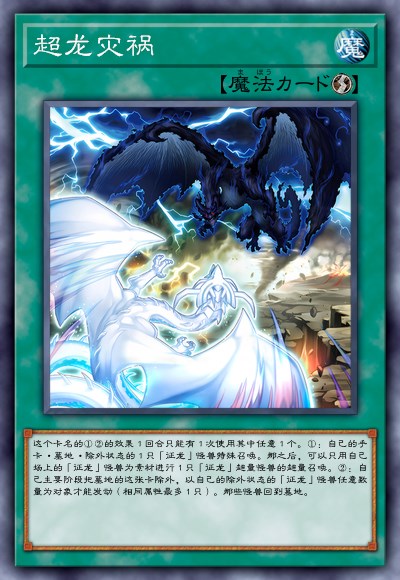 超龙灾祸
魔
【魔法カード】
まほう
这个卡名的①②的效果1回合只能有1次使用其中任意1个。①：自己的手
卡·墓地·除外状态的1只「征龙」怪兽特殊召唤。那之后，可以只用自己
场上的「征龙」怪兽为素材进行1只「征龙」超量怪兽的超量召唤。②：自
己主要阶段把墓地的这张卡除外，以自己的除外状态的「征龙」怪兽任意数
量为对象才能发动（相同属性最多1只）。那些怪兽回到墓地。